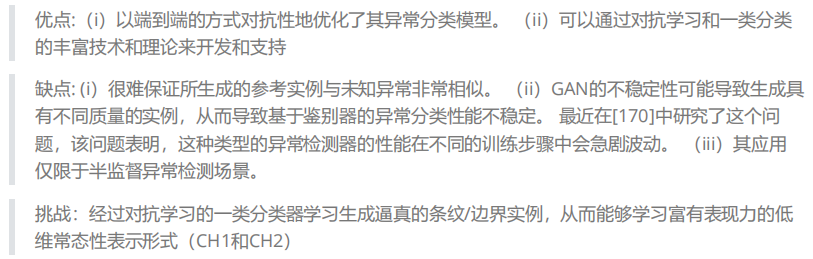 优点:（i）以端到端的方式对抗性地优化了其异常分类模型。 （ii）可以通过对抗学习和一类分类
的丰富技术和理论来开发和支持
缺点: (i）很难保证所生成的参考实例与未知异常非常相似。 （ii）GAN的不稳定性可能导致生成具
有不同质量的实例，从而导致基于鉴别器的异常分类性能不稳定。 最近在[170]中研究了这个问
题，该问题表明，这种类型的异常检测器的性能在不同的训练步骤中会急剧波动。 （iii）其应用
仅限于半监督异常检测场景。
挑战：经过对抗学习的一类分类器学习生成逼真的条纹/边界实例，从而能够学习富有表现力的低
维常态性表示形式（CH1和CH2）